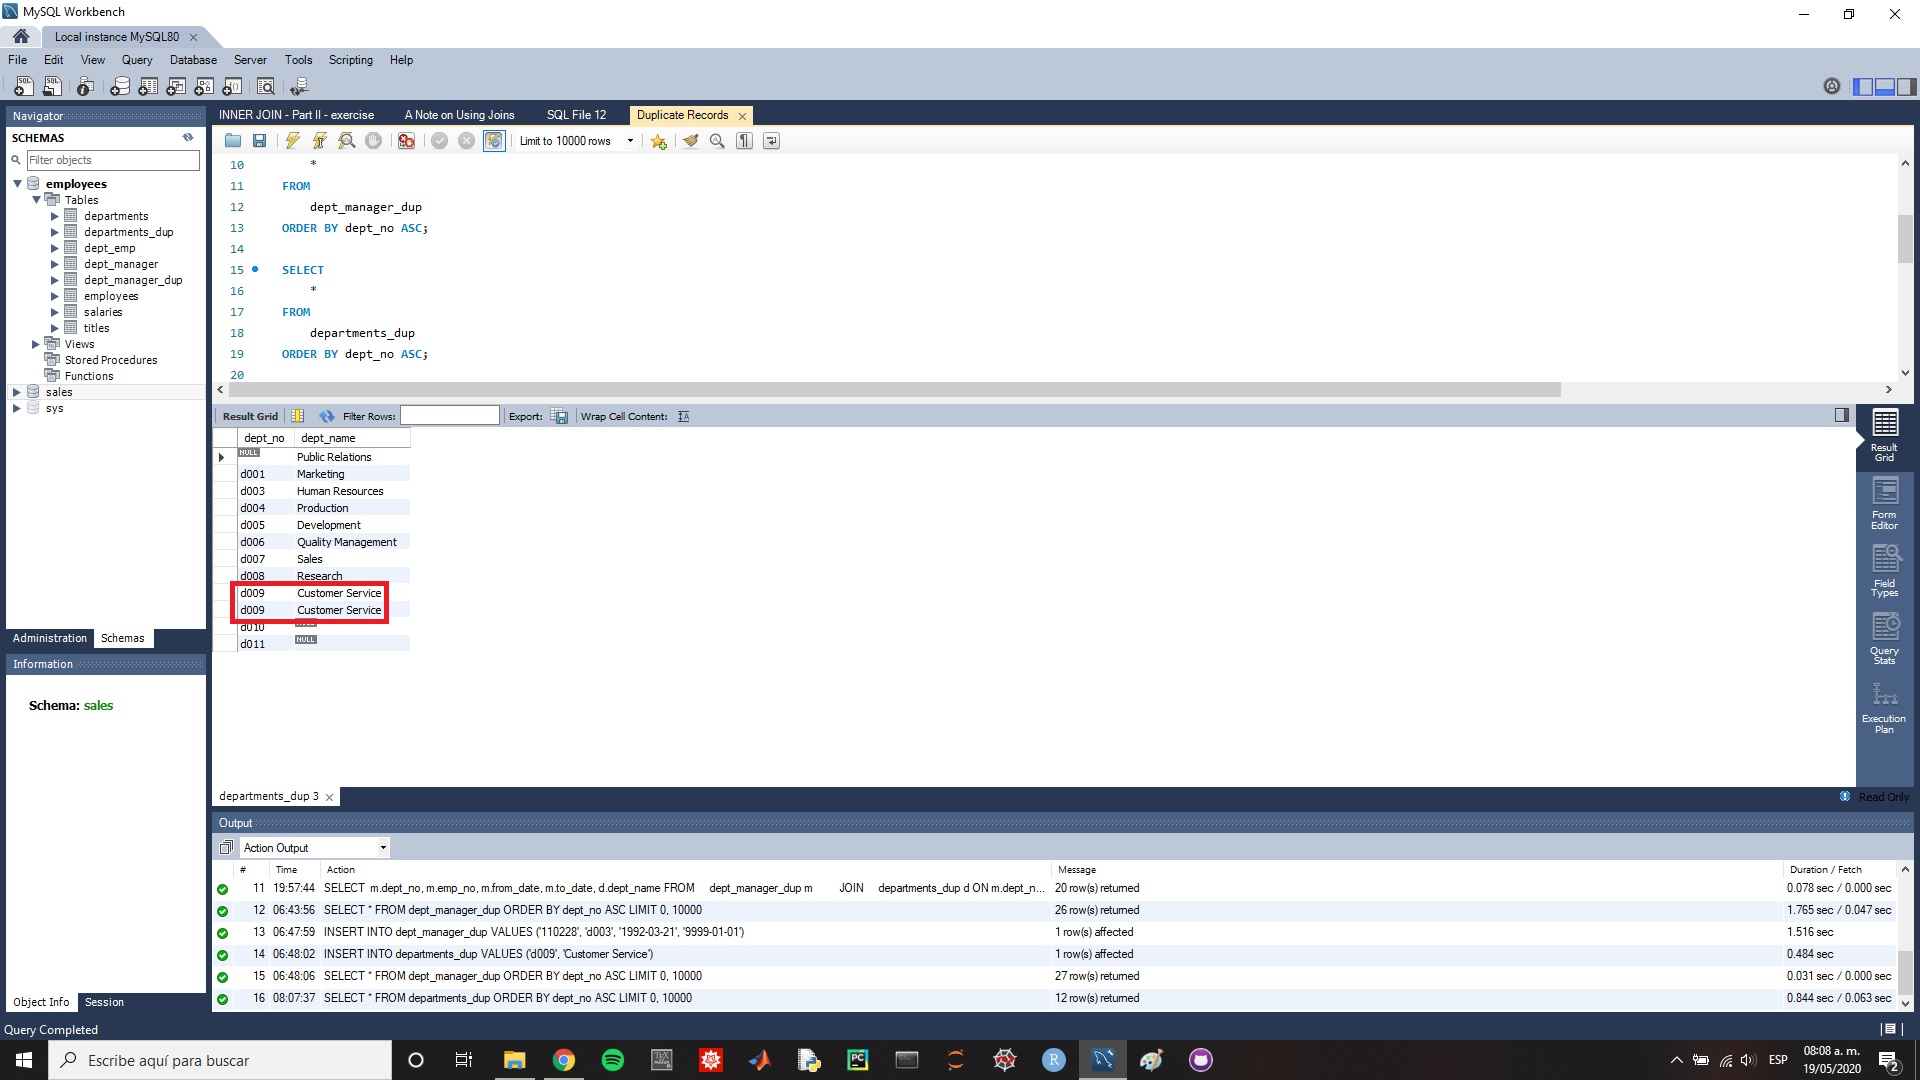 MySQL Workbench
Local instance MySQL80
File Edit View Query Database Server Tools Scripting Help
Navigator
SCHEMAS
Filter objects
employees
Tables
departments
departments_dup
dept_emp
dept_manager
dept_manager_dup
employees
salaries
titles
Views
Stored Procedures
Functions
sales
sys
Administration Schemas
Information
Schema: sales
Object Info Session
INNER JOIN - Part II - exercise A Note on Using Joins SQL File 12 Duplicate Records
Limit to 10000 rows
10 *
11 FROM
12 dept_manager_dup
13 ORDER BY dept_no ASC;
14
15 SELECT
16 *
17 FROM
18 departments_dup
19 ORDER BY dept_no ASC;
20
Result Grid Filter Rows: Export: Wrap Cell Content:
dept_no dept_name
NULL Public Relations
d001 Marketing
d003 Human Resources
d004 Production
d005 Development
d006 Quality Management
d007 Sales
d008 Research
d009 Customer Service
d009 Customer Service
d010
d011 NULL
Result
Grid
Form
Editor
Field
Types
Query
Stats
Execution
Plan
departments_dup 3
Read Only
Output
Action Output
# Time Action Message Duration / Fetch
11 19:57:44 SELECT m.dept_no, m.emp_no, m.from_date, m.to_date, d.dept_name FROM dept_manager_dup m JOIN departments_dup d ON m.dept_n... 20 row(s) returned 0.078 sec / 0.000 sec
12 06:43:56 SELECT * FROM dept_manager_dup ORDER BY dept_no ASC LIMIT 0, 10000 26 row(s) returned 1.765 sec / 0.047 sec
13 06:47:59 INSERT INTO dept_manager_dup VALUES ('110228', 'd003', '1992-03-21', '9999-01-01') 1 row(s) affected 1.516 sec
14 06:48:02 INSERT INTO departments_dup VALUES ('d009', 'Customer Service') 1 row(s) affected 0.484 sec
15 06:48:06 SELECT * FROM dept_manager_dup ORDER BY dept_no ASC LIMIT 0, 10000 27 row(s) returned 0.031 sec / 0.000 sec
16 08:07:37 SELECT * FROM departments_dup ORDER BY dept_no ASC LIMIT 0, 10000 12 row(s) returned 0.844 sec / 0.063 sec
Query Completed
Escribe aquí para buscar
ESP
08:08 a. m.
19/05/2020
2